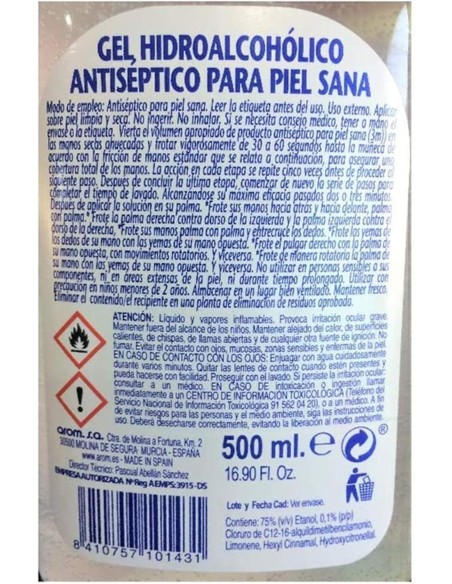 GEL HIDROALCOHÓLICO
ANTISÉPTICO PARA PIEL SANA
Modo de empleo: Antiséptico para piel sana. Leer la etiqueta antes del uso. Uso externo. Aplicar
sobre piel limpia y seca. No ingerir. No inhalar. Si se necesita consejo médico, tener a mano el
envase o la etiqueta. Vierta el volumen apropiado de producto antiséptico para piel sana (3ml) en
las manos secas ahuecadas y frotar vigorosamente de 30 a 60 segundos hasta la muñeca de
acuerdo con la fricción de manos estándar que se relata a continuación, para asegurar una
cobertura total de los manos. La acción en cada etapa se repite cinco veces antes de proceder al
siguiente paso. Despues de concluir la última etapa, comenzar de nuevo la serie de pasos para
completar el tiempo de lavado. Alcanzándose su máxima eficacia pasados dos o tres minutos.
Despues de aplicar la solución en su palma. *Frote sus manos hacia atrás y hacia delante, palma
con palma.*Frote la palma derecha contra dorso de la izquierda y la palma izquierda contra el
dorso de la derecha, *Frote sus manos palma con palma y entrecruce los dedos. *Frote las yemas de
los dedos de su mano con las yemas de su mano opuesta. *Frote el pulgar derecho con la palma de
su mano opuesta, con movimientos rotatorios. Y viceversa. *Frote de manera rotatoria la palma de
su mano con las yemas de su mano opuesta. Y viceversa. No utilizar en personas sensibles a sus
componentes, ni en áreas extensas de la piel, ni durante tiempo prolongado. Utilizar con
precaución en niños menores de 2 años. Almacenar en un lugar bien ventilado. Mantener fresco.
Eliminar el contenido/el recipiente en una planta de eliminación de residuos aprobada.
ATENCIÓN: Líquido y vapores inflamables. Provoca irritación ocular grave.
Mantener fuera del alcance de los niños. Mantener alejado del calor, de superficies
calientes, de chispas, de llamas abiertas y de cualquier otra fuente de ignición. No
fumar. Evitar el contacto con ojos, mucosas, zonas sensibles y enfermas de la piel.
EN CASO DE CONTACTO CON LOS OJOS: Enjuagar con agua cuidadosamente
durante varios minutos. Quitar las lentes de contacto cuando estén presentes y
pueda hacerse con facilidad. Proseguir con el lavado. Si persiste la irritación ocular:
consultar a un médico. EN CASO DE intoxicación o ingestión llamar
inmediatamente a un CENTRO DE INFORMACIÓN TOXICOLÓGICA (Teléfono del
Servicio Nacional de Información Toxicológica 91 562 04 20), o a un médico. A fin
de evitar riesgos para las personas y el medio ambiente, siga las instrucciones de
uso. Deberá almacenarse correctamente, evitando la liberación al medio ambiente.
arom, s.a. Ctra. de Molina a Fortuna, Km. 2
30500 MOLINA DE SEGURA· MURCIA - ESPAÑA
www.arom.es - MADE IN SPAIN
Director Técnico: Pascual Abellán Sánchez
EMPRESA AUTORIZADA Nº Reg AEMPS:3915-DS
500 ml. e
16.90 Fl. Oz.
Lote y Fecha Cad: Ver envase.
Contiene: 75% (v/v) Etanol, 0,1% (p/p)
Cloruro de C12-16-alquildimetilbencilamonio,
Limonene, Hexyl Cinnamal, Hydroxycitronellal.
8 410757 101431